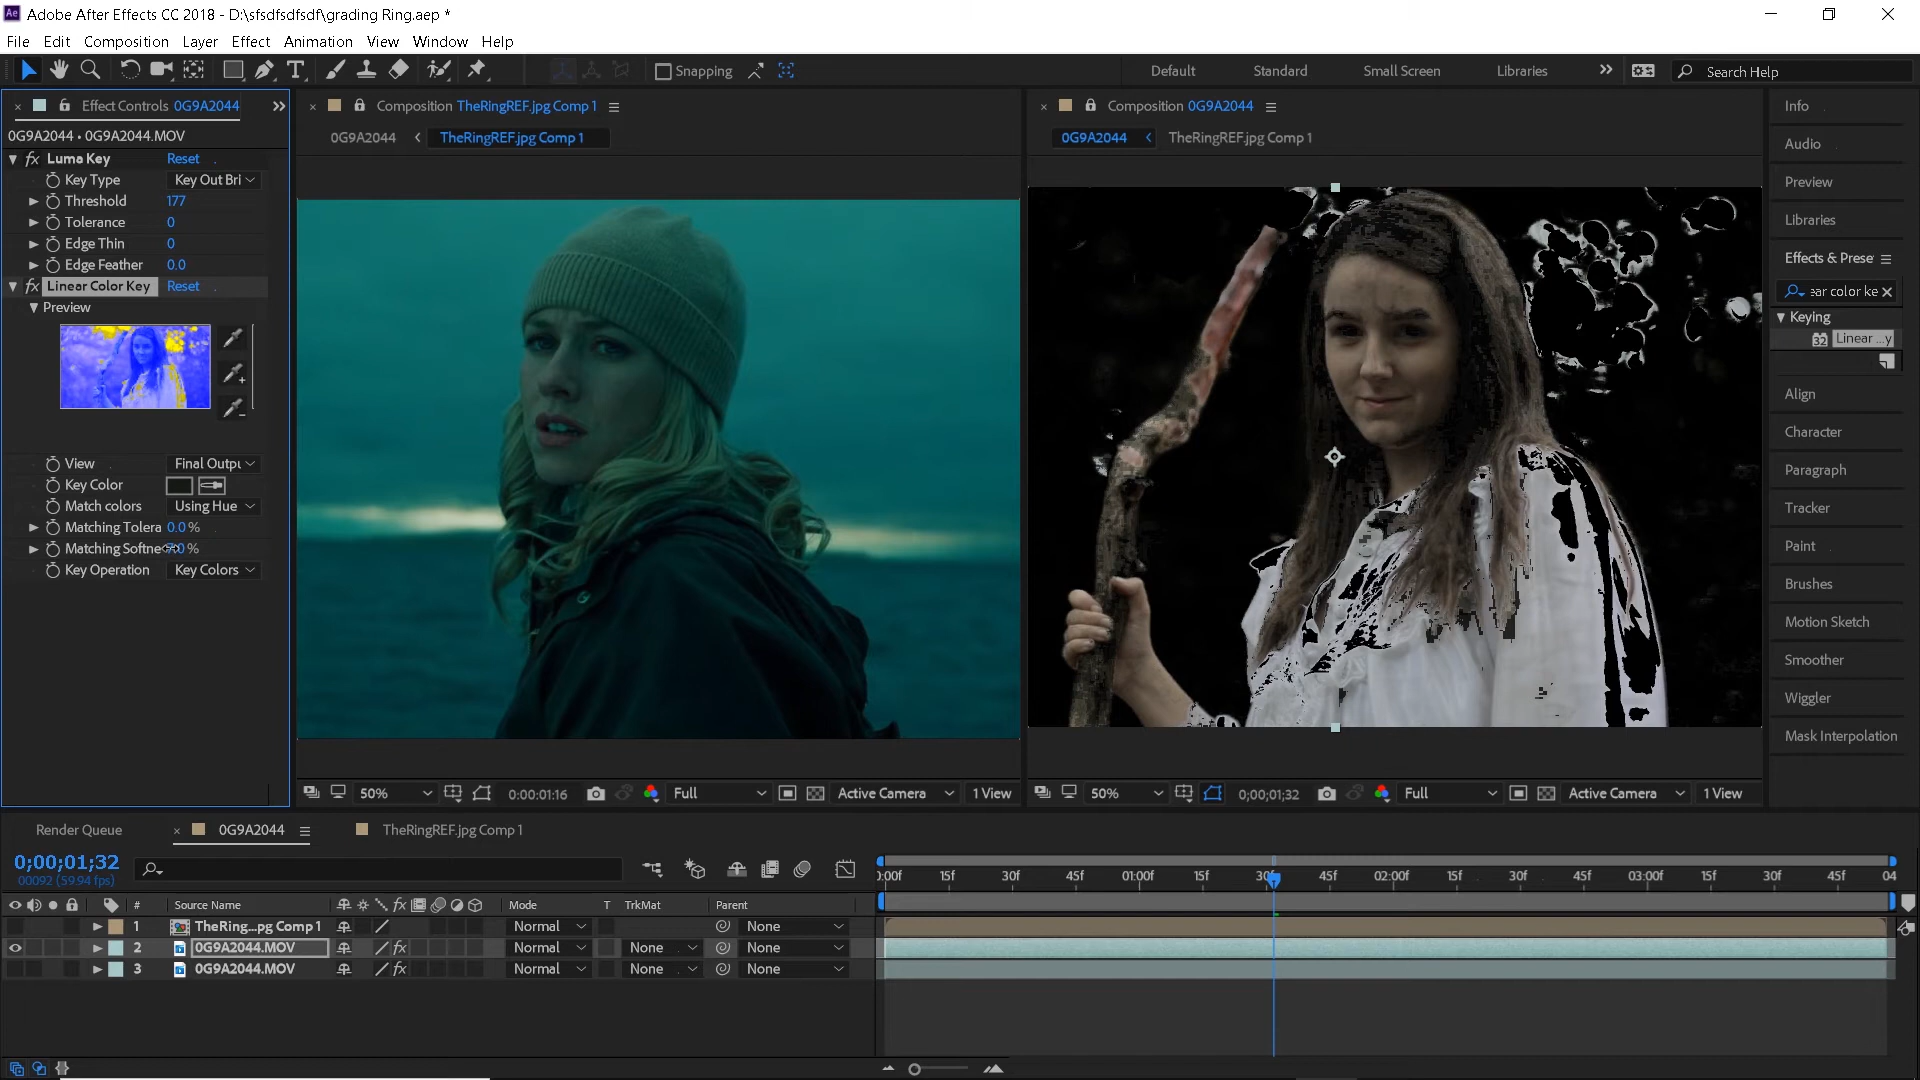 Adobe After Effects CC 2018 - D:\sfsdfsdfsdf\grading Ring.aep *
File Edit Composition Layer Effect Animation View Window Help
Snapping Default Standard Small Screen Libraries Search Help
Effect Controls 0G9A2044
Composition TheRingREF.jpg Comp 1
Composition 0G9A2044
0G9A2044 • 0G9A2044.MOV
0G9A2044 TheRingREF.jpg Comp 1
0G9A2044 TheRingREF.jpg Comp 1
Luma Key Reset
Key Type Key Out Bri
Threshold 177
Tolerance 0
Edge Thin 0
Edge Feather 0.0
Linear Color Key Reset
Preview
View Final Outpu
Key Color
Match colors Using Hue
Matching Tolera 0.0 %
Matching Softne %
Key Operation Key Colors
50% 0:00:01:16 Full Active Camera 1 View
50% 0;00;01;32 Full Active Camera 1 View
Info
Audio
Preview
Libraries
Effects & Prese
ear color ke
Keying
32 Linear ...y
Align
Character
Paragraph
Tracker
Paint
Brushes
Motion Sketch
Smoother
Wiggler
Mask Interpolation
Render Queue 0G9A2044 TheRingREF.jpg Comp 1
0;00;01;32
00092 (59.94 fps)
):00f 15f 30f 45f 01:00f 15f 30f 45f 02:00f 15f 30f 45f 03:00f 15f 30f 45f 04
# Source Name Mode T TrkMat Parent
1 TheRing...pg Comp 1 Normal None
2 0G9A2044.MOV Normal None None
3 0G9A2044.MOV Normal None None